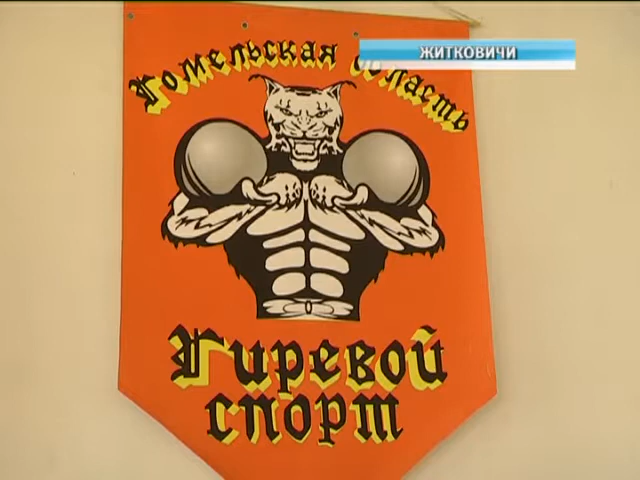 ЖИТКОВИЧИ
Гомельская область
Гиревой
спорт